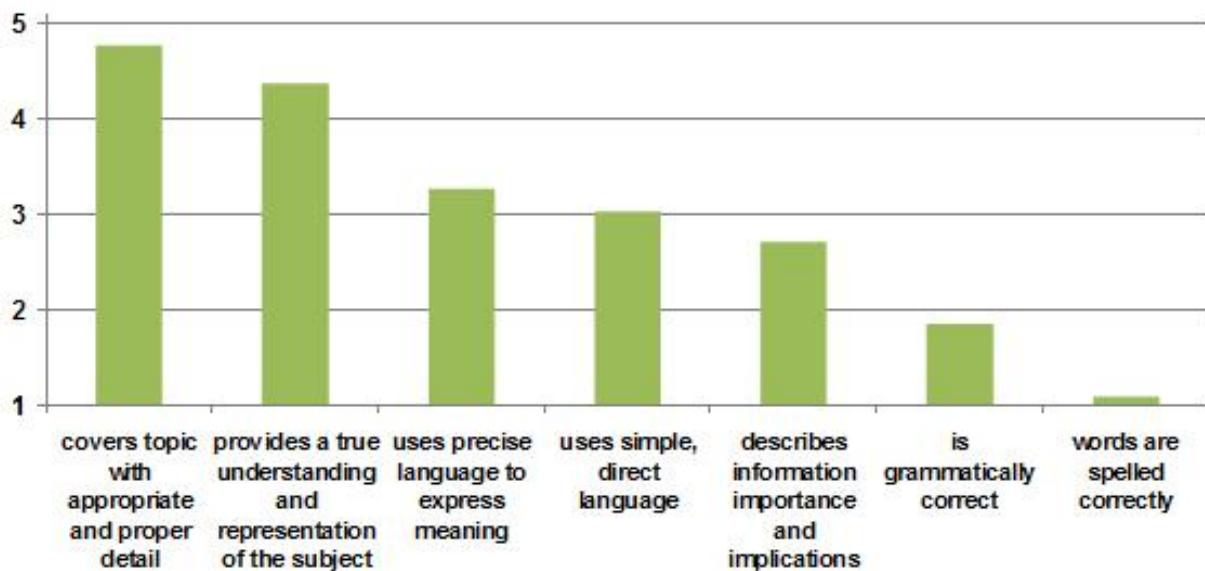 5
4
3
2
1
covers topic
with
appropriate
and proper
detail
provides a true
understanding
and
representation
of the subject
uses precise
language to
express
meaning
uses simple,
direct
language
describes
information
importance
and
implications
is
grammatically
correct
words are
spelled
correctly